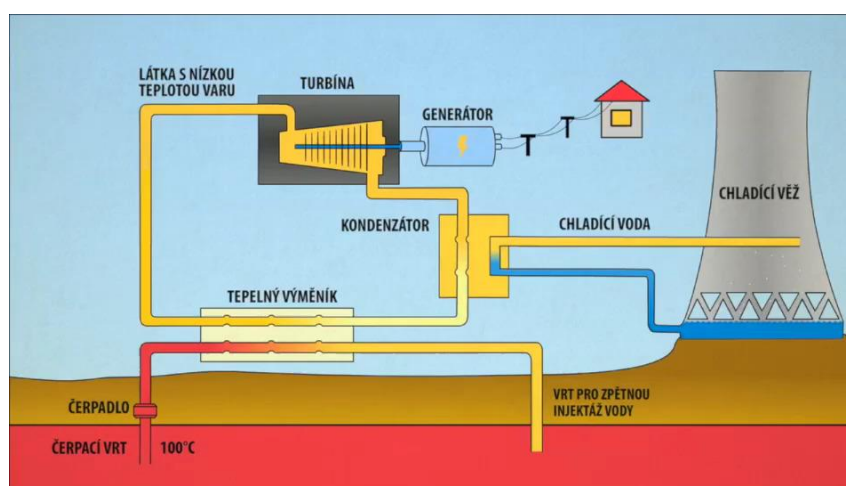 LÁTKA S NÍZKOU
TEPLOTOU VARU
TURBÍNA
GENERÁTOR
CHLADÍCÍ VĚŽ
KONDENZÁTOR
CHLADÍCÍ VODA
TEPELNÝ VÝMĚNÍK
ČERPADLO
VRT PRO ZPĚTNOU
INJEKTÁŽ VODY
ČERPACÍ VRT
100°C